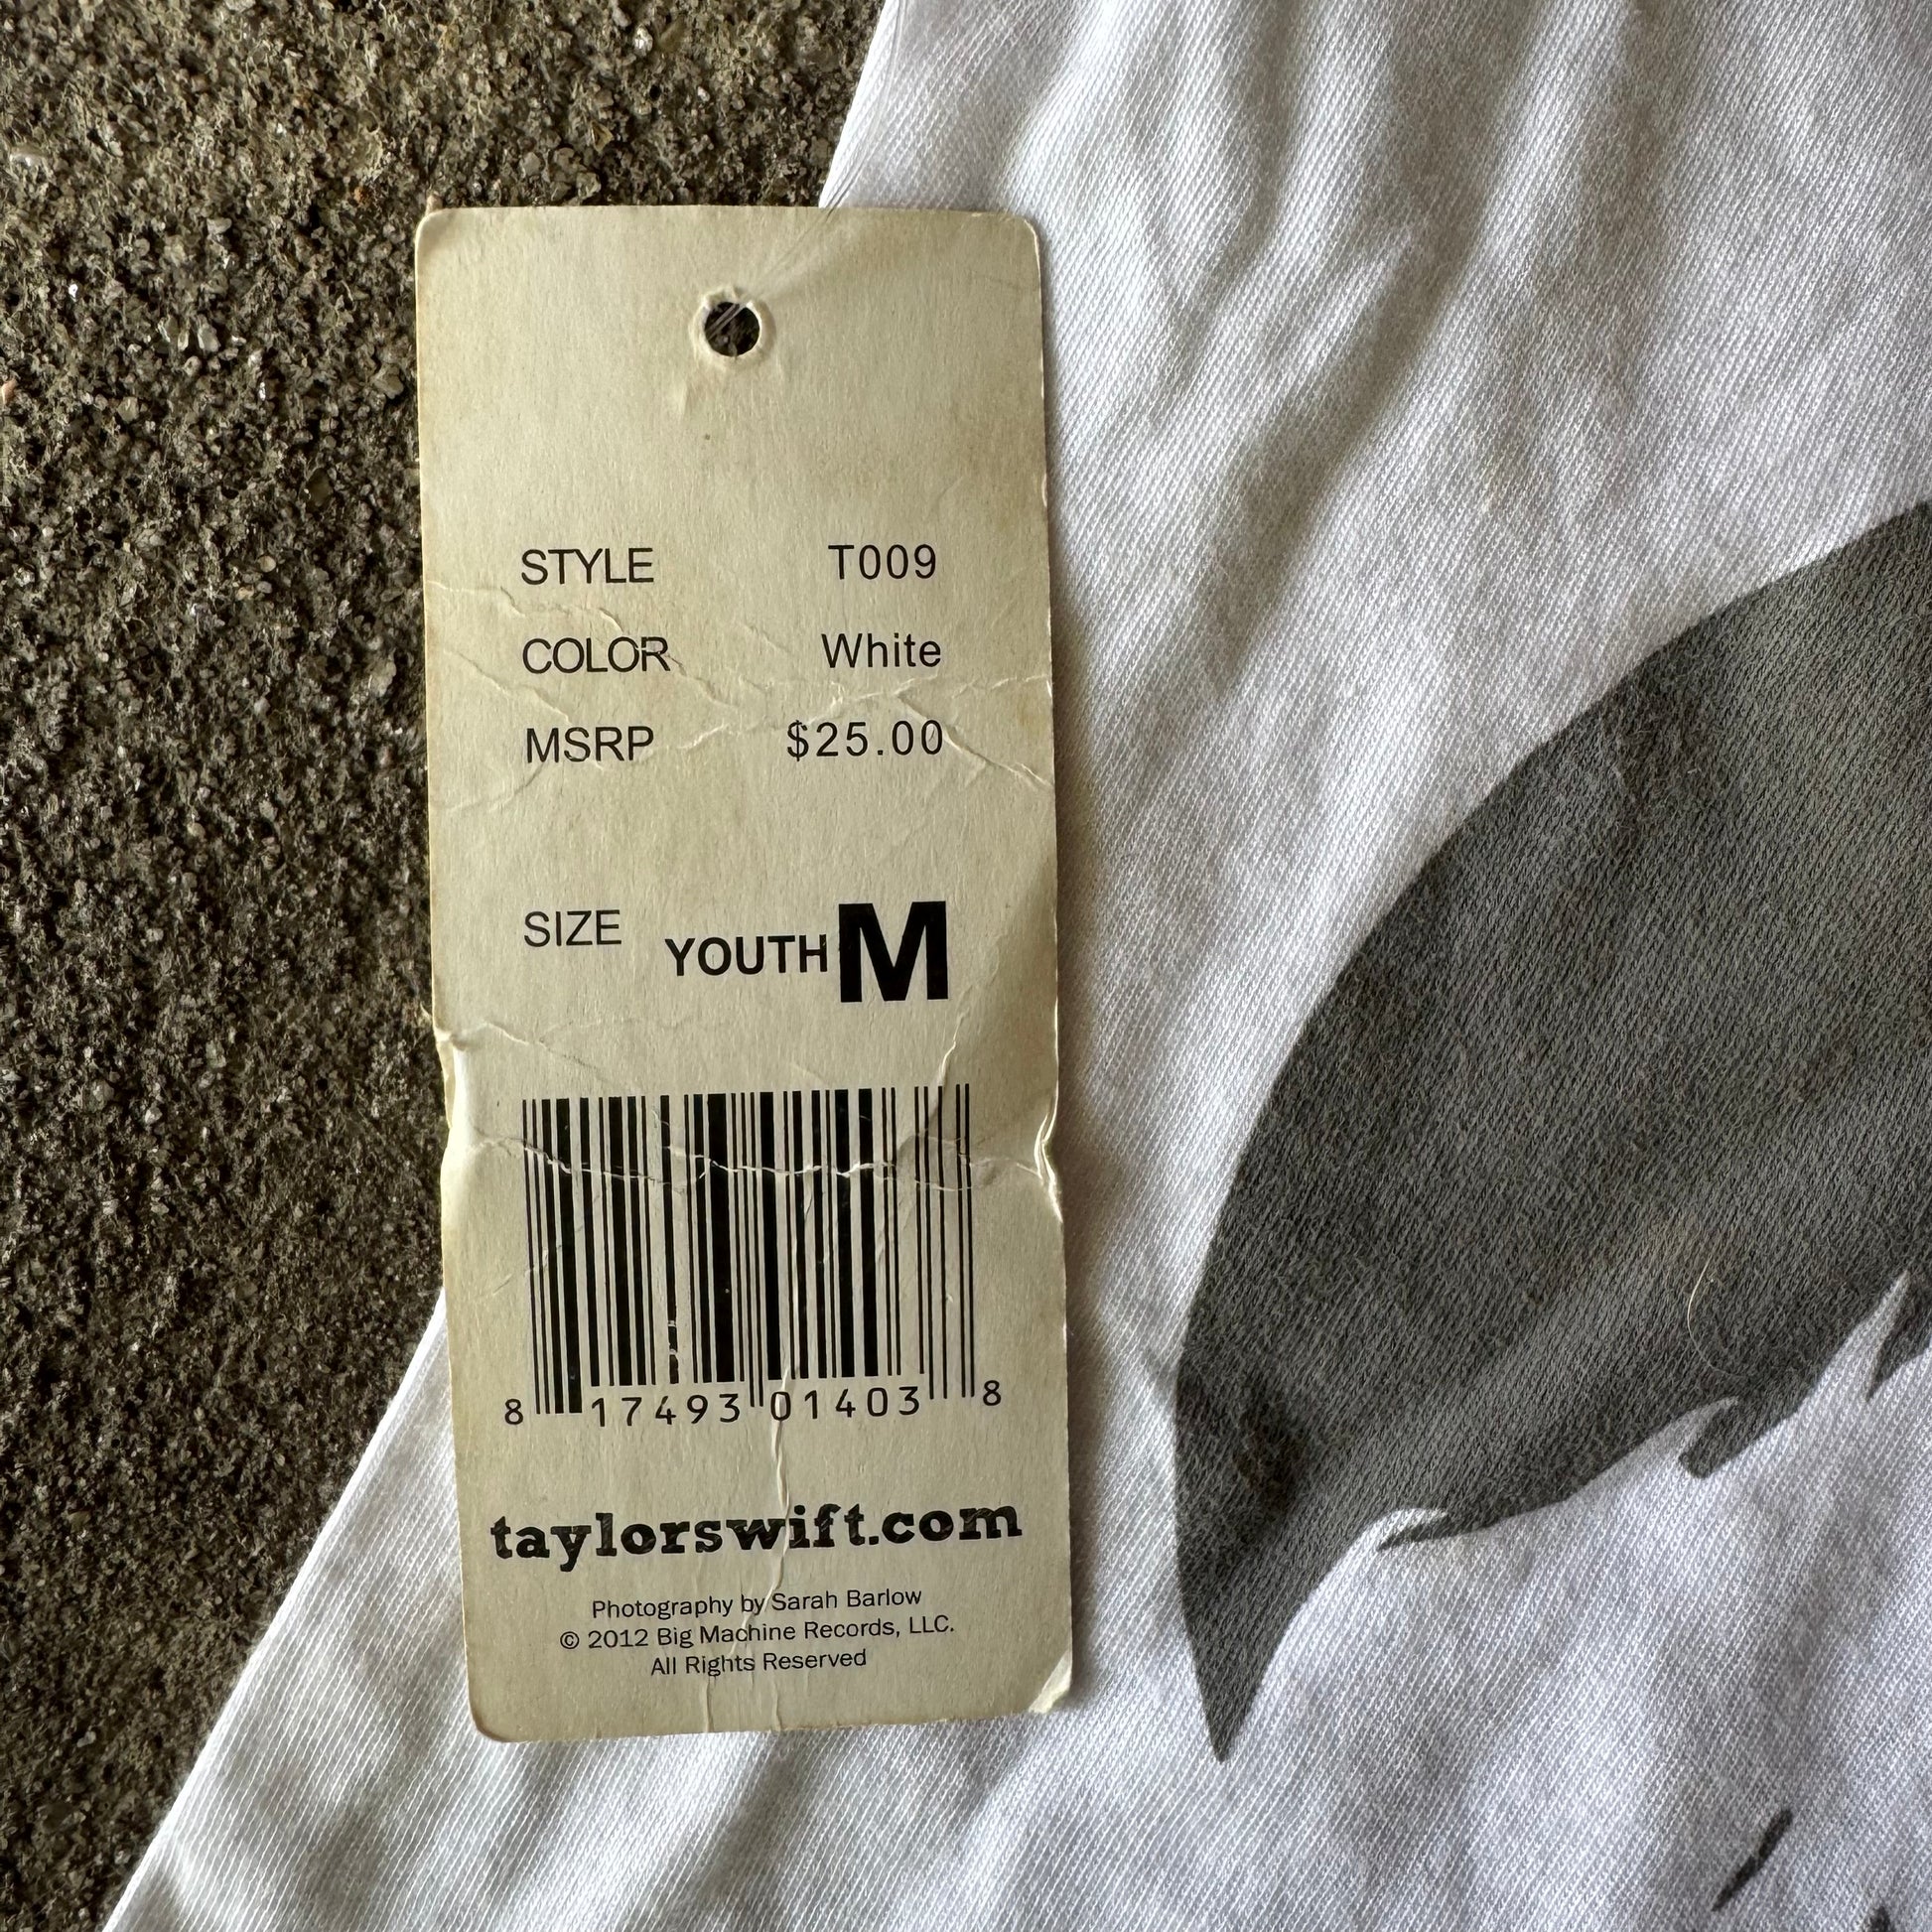 STYLE T009
COLOR White
MSRP $25.00
SIZE YOUTH M
8 17493 01403 8
taylorswift.com
Photography by Sarah Barlow
© 2012 Big Machine Records, LLC.
All Rights Reserved